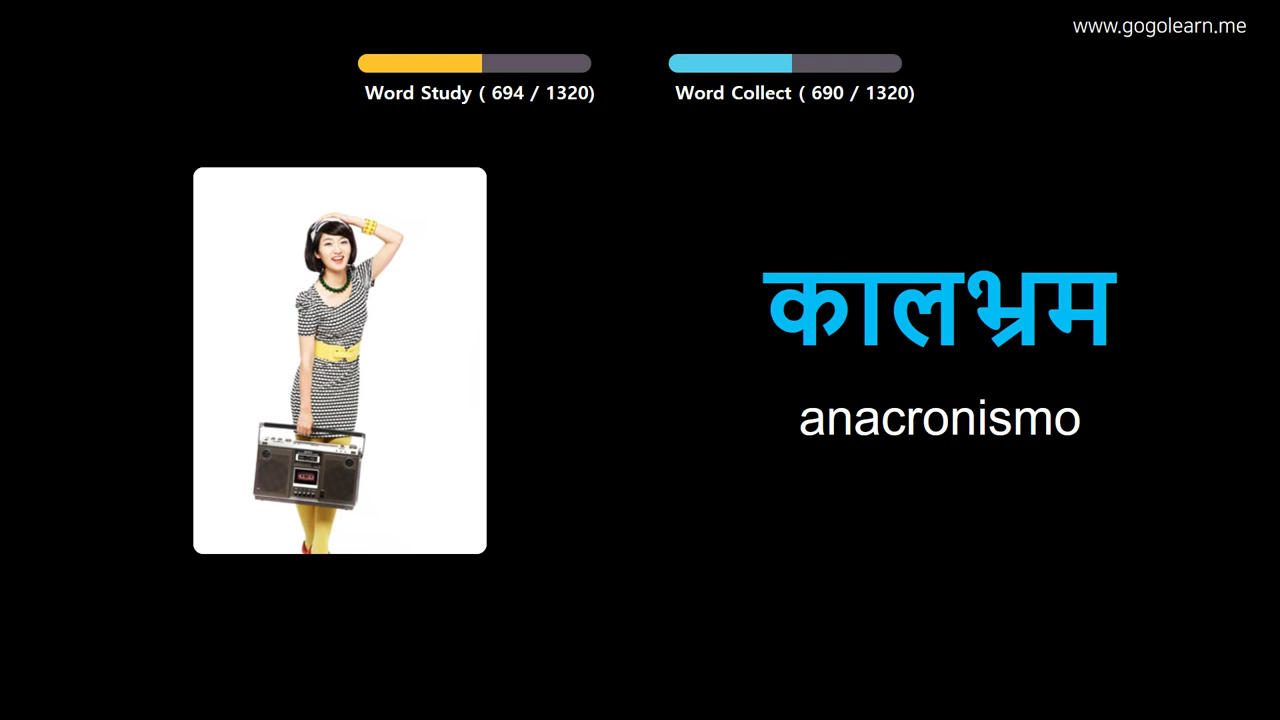 www.gogolearn.me
Word Study ( 694 / 1320)
Word Collect ( 690 / 1320)
कालभ्रम
anacronismo